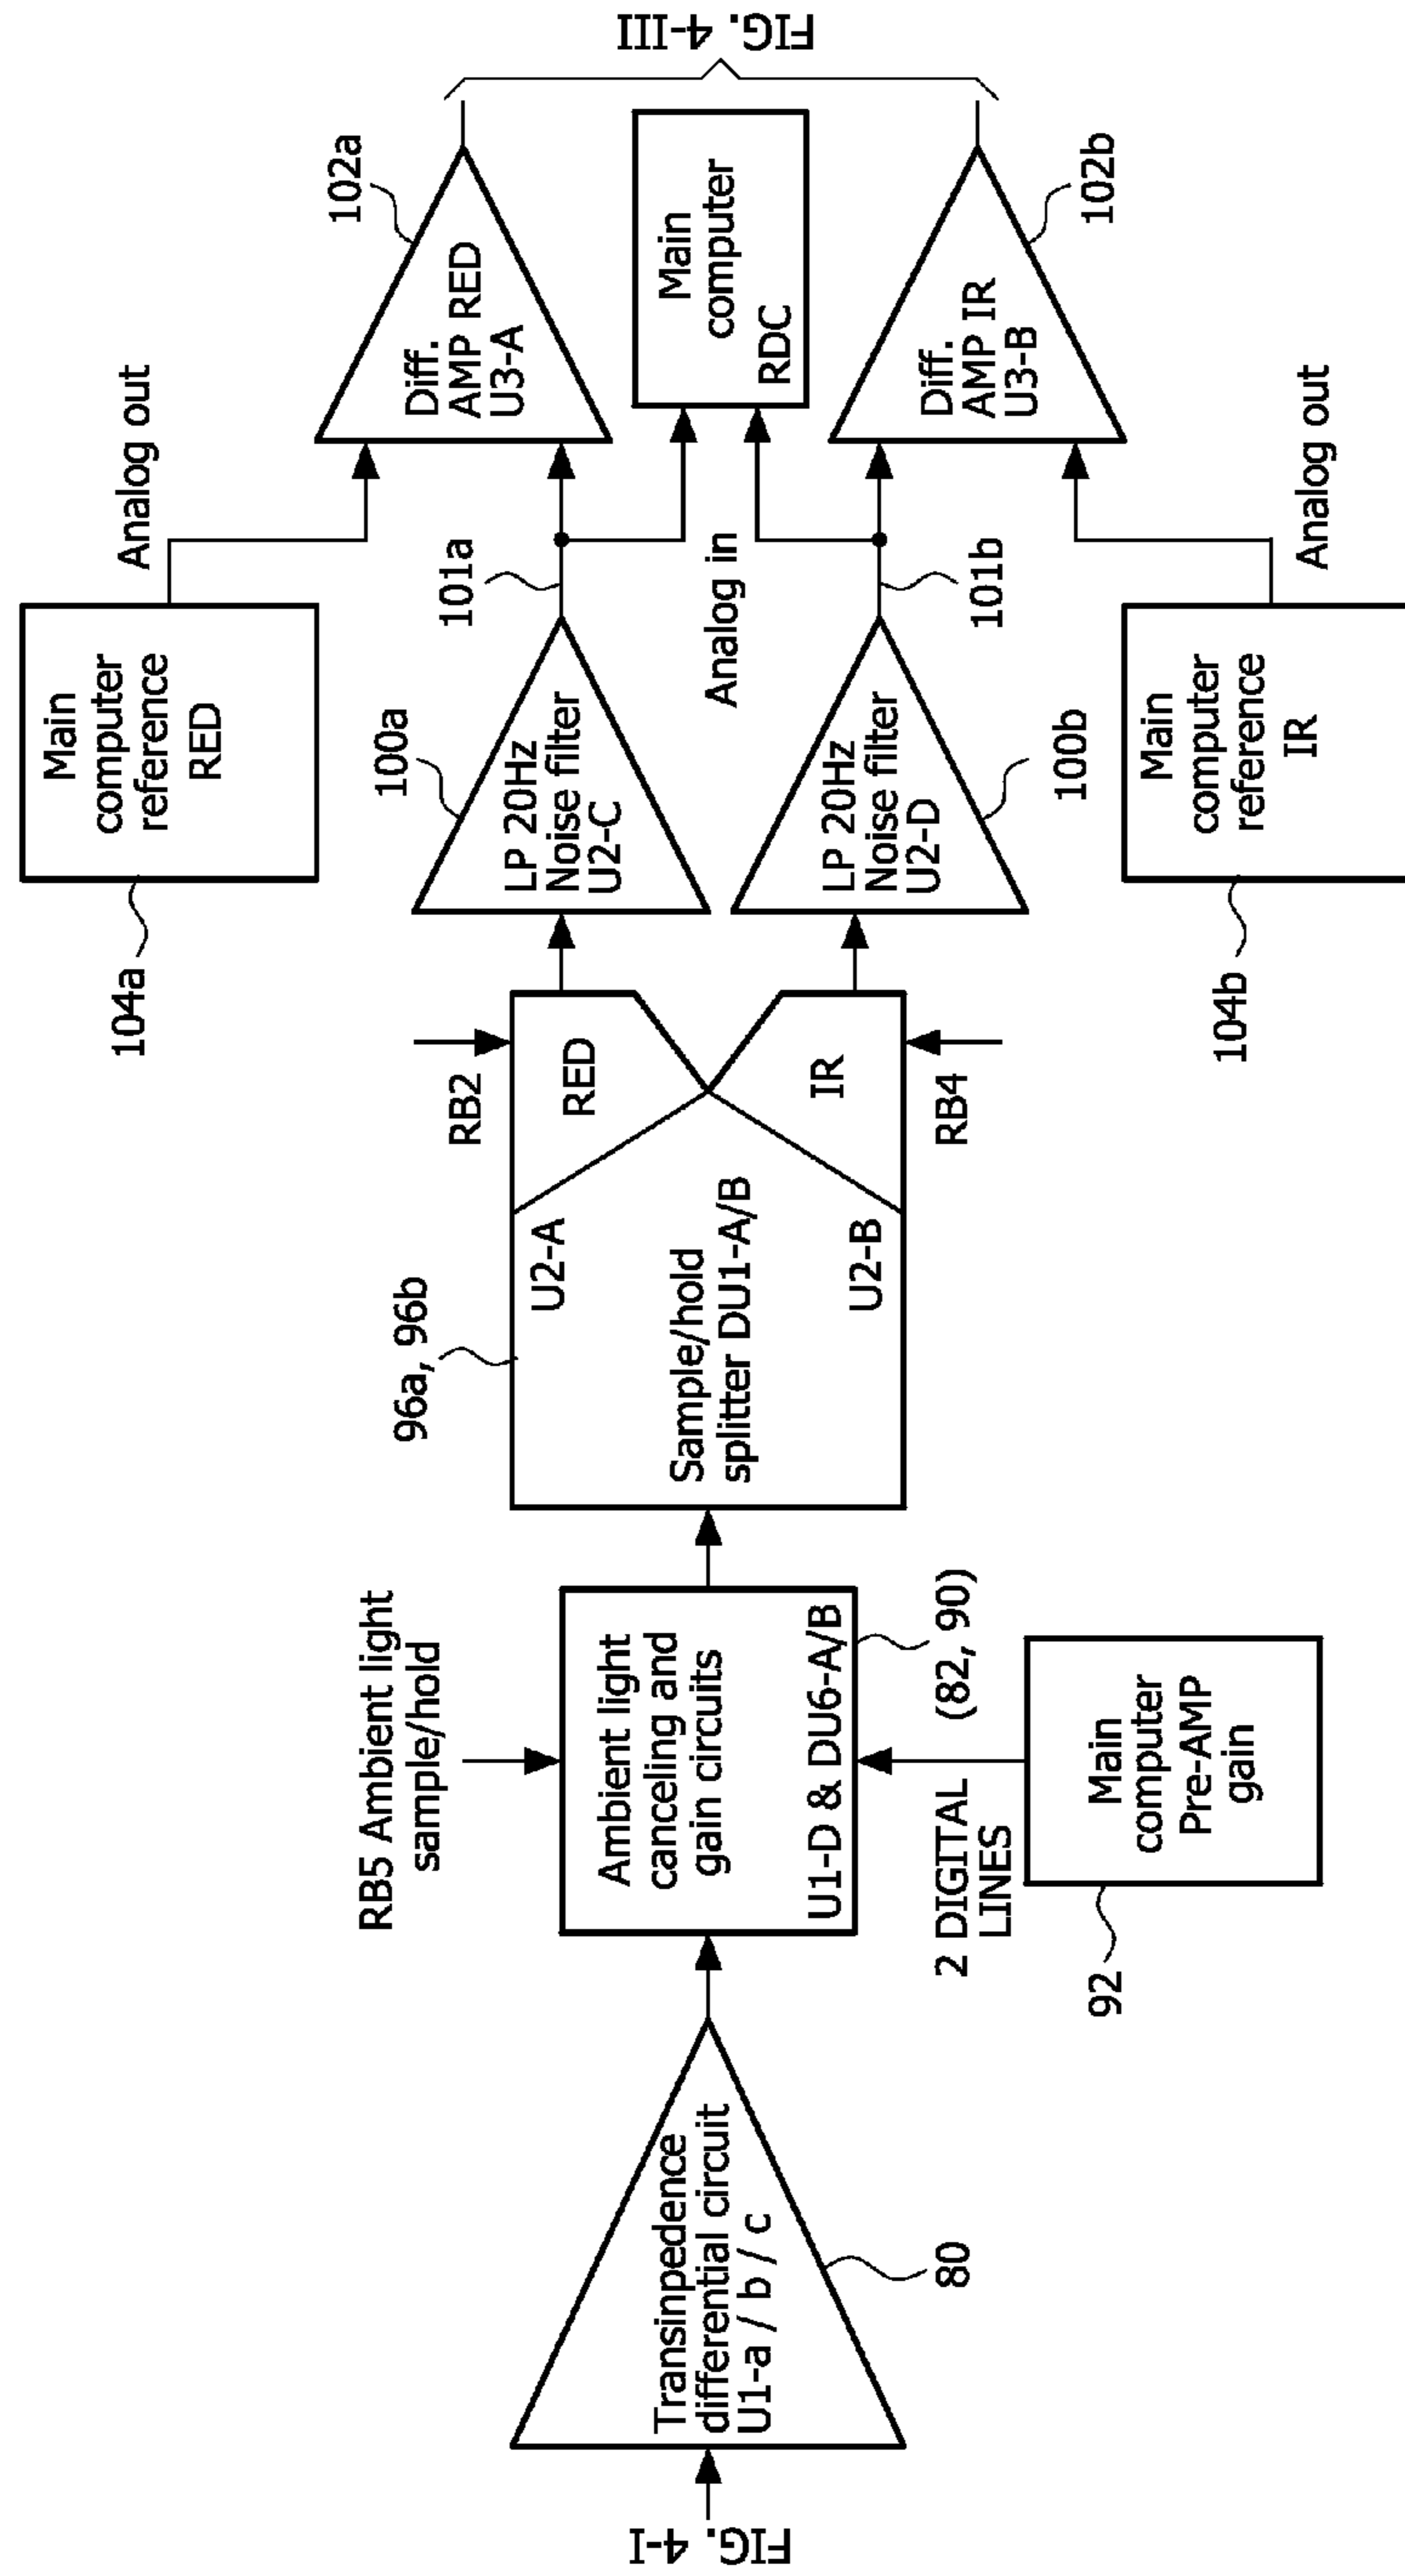 FIG. 4-I
Transinpedence
differential circuit
U1-a / b / c
80
RB5 Ambient light
sample/hold
Ambient light
canceling and
gain circuits
U1-D & DU6-A/B
(82, 90)
2 DIGITAL
LINES
Main
computer
Pre-AMP
gain
92
96a, 96b
U2-A
Sample/hold
splitter DU1-A/B
U2-B
RB2
RED
IR
RB4
104a
Main
computer
reference
RED
Analog out
100a
LP 20Hz
Noise filter
U2-C
101a
LP 20Hz
Noise filter
U2-D
100b
101b
Analog in
104b
Main
computer
reference
IR
Analog out
102a
Diff.
AMP RED
U3-A
Main
computer
RDC
Diff.
AMP IR
U3-B
102b
FIG. 4-III